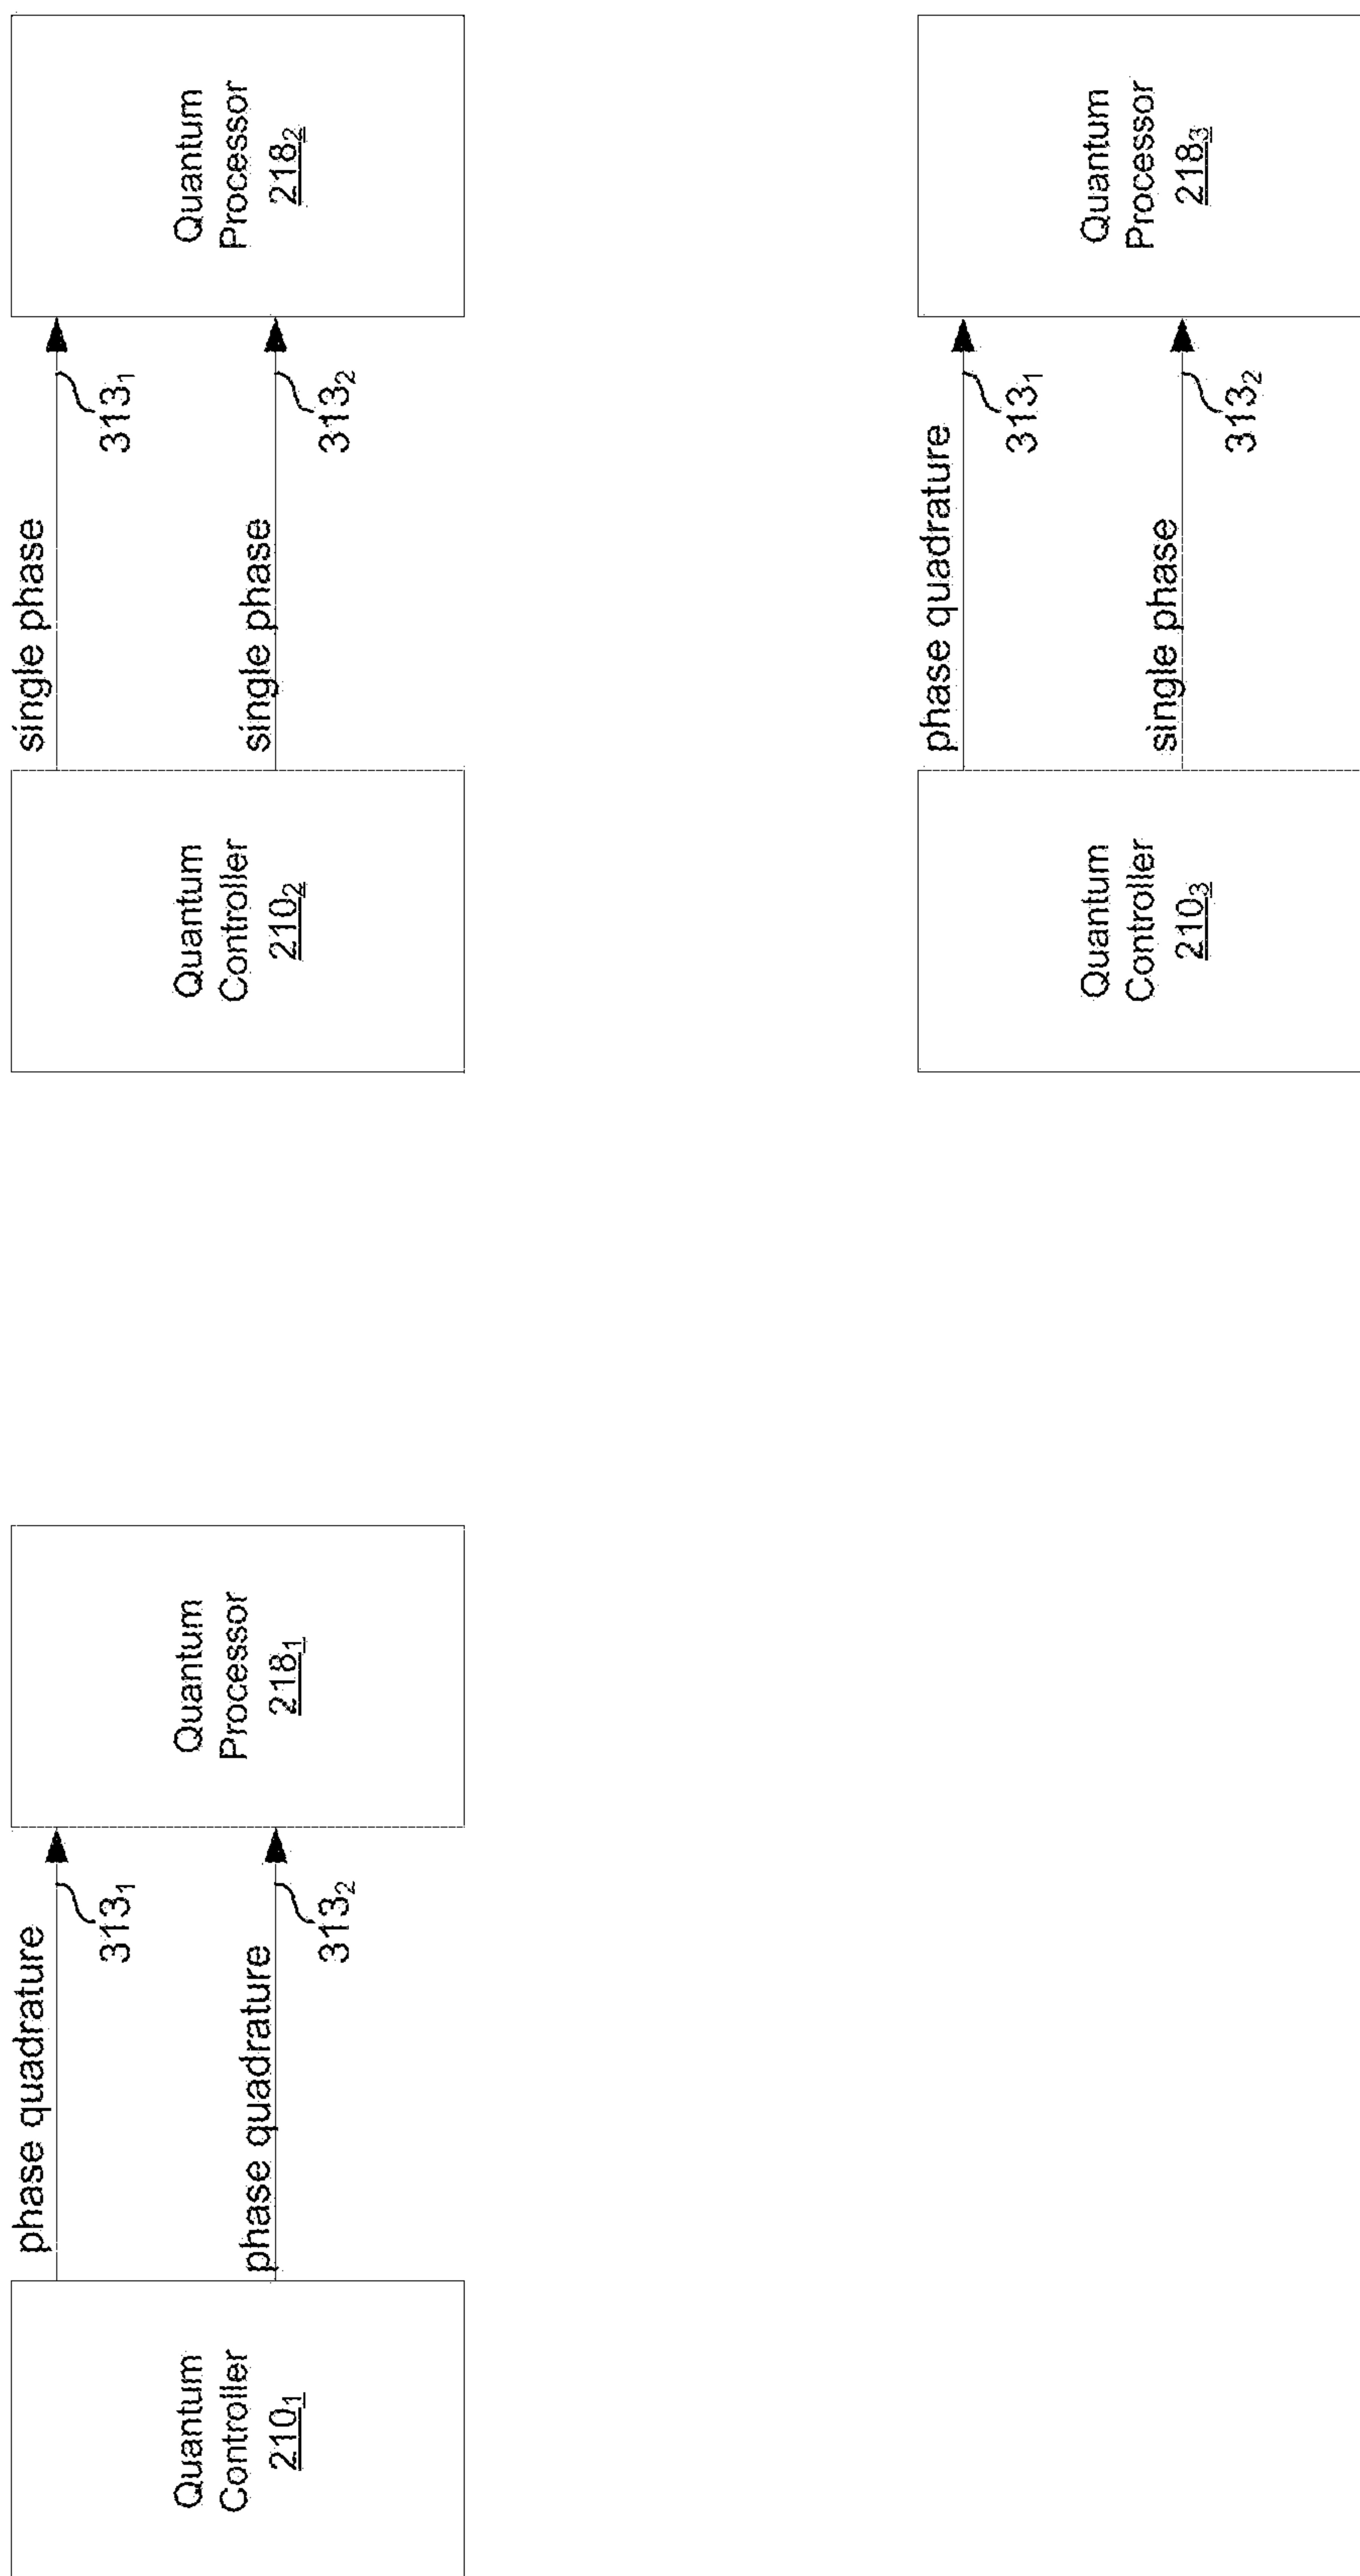 Quantum
Controller
210₁
phase quadrature
313₁
phase quadrature
313₂
Quantum
Processor
218₁
Quantum
Controller
210₂
single phase
313₁
single phase
313₂
Quantum
Processor
218₂
Quantum
Controller
210₃
phase quadrature
313₁
single phase
313₂
Quantum
Processor
218₃